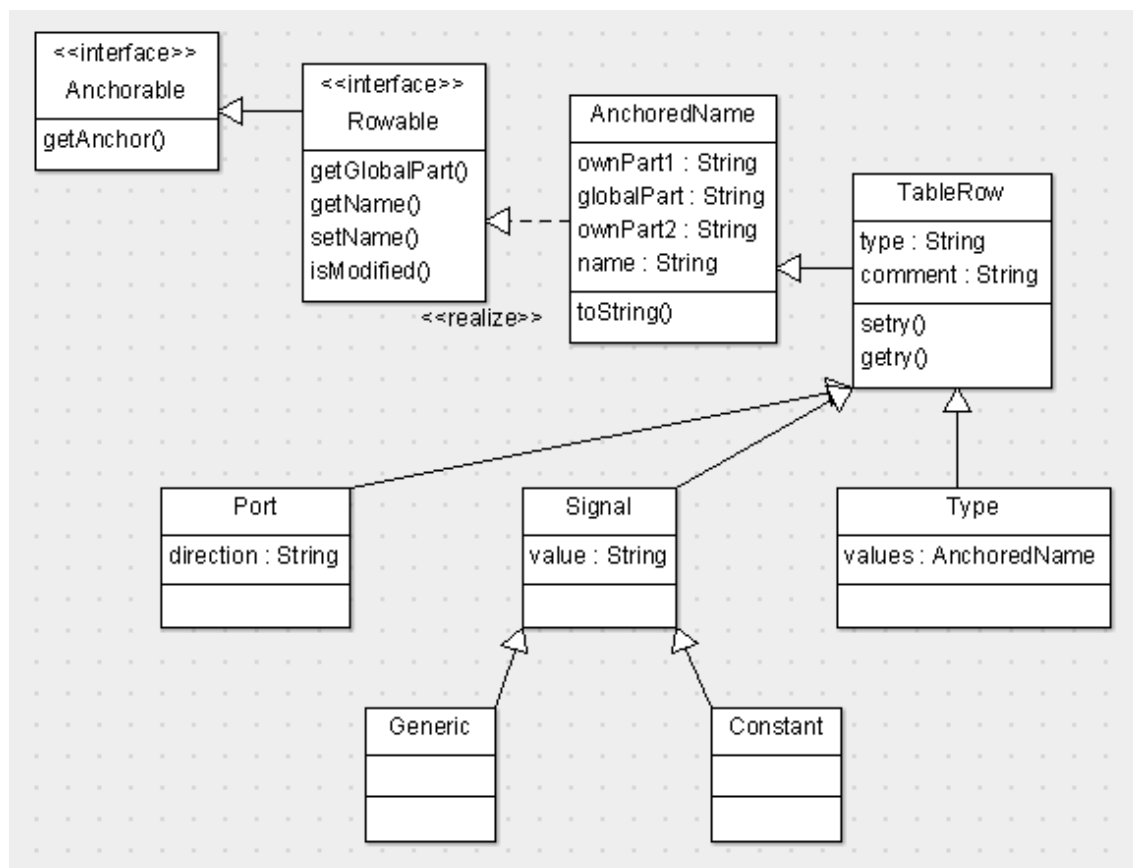 <<interface>>
Anchorable
getAnchor()
<<interface>>
Rowable
getGlobalPart()
getName()
setName()
isModified()
<<realize>>
AnchoredName
ownPart1 : String
globalPart : String
ownPart2 : String
name : String
toString()
TableRow
type : String
comment : String
setry()
getry()
Port
direction : String
Signal
value : String
Type
values : AnchoredName
Generic
Constant